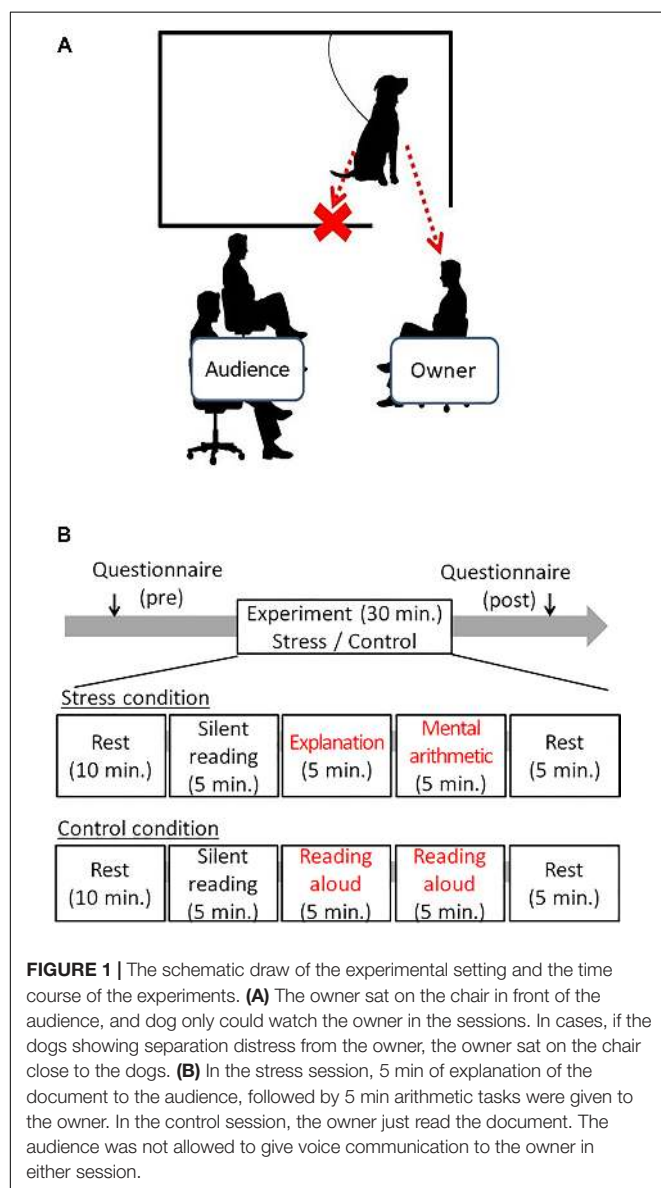 A
Audience
Owner
B
Questionnaire
(pre)
Questionnaire
(post)
Experiment (30 min.)
Stress / Control
Stress condition
Rest
(10 min.)
Silent
reading
(5 min.)
Explanation
(5 min.)
Mental
arithmetic
(5 min.)
Rest
(5 min.)
Control condition
Rest
(10 min.)
Silent
reading
(5 min.)
Reading
aloud
(5 min.)
Reading
aloud
(5 min.)
Rest
(5 min.)
FIGURE 1 | The schematic draw of the experimental setting and the time
course of the experiments. (A) The owner sat on the chair in front of the
audience, and dog only could watch the owner in the sessions. In cases, if the
dogs showing separation distress from the owner, the owner sat on the chair
close to the dogs. (B) In the stress session, 5 min of explanation of the
document to the audience, followed by 5 min arithmetic tasks were given to
the owner. In the control session, the owner just read the document. The
audience was not allowed to give voice communication to the owner in
either session.